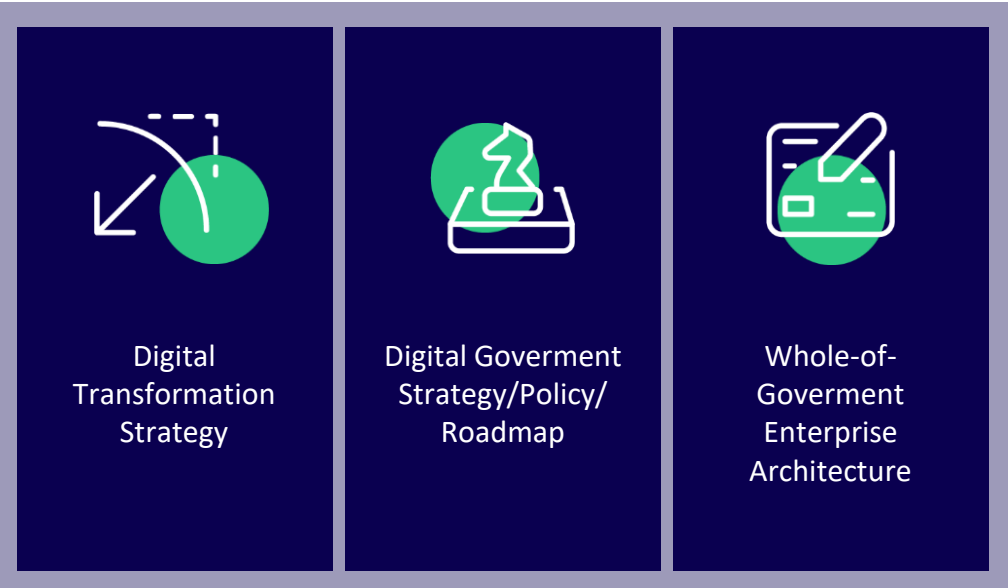 Digital
Transformation
Strategy
Digital Goverment
Strategy/Policy/
Roadmap
Whole-of-
Goverment
Enterprise
Architecture